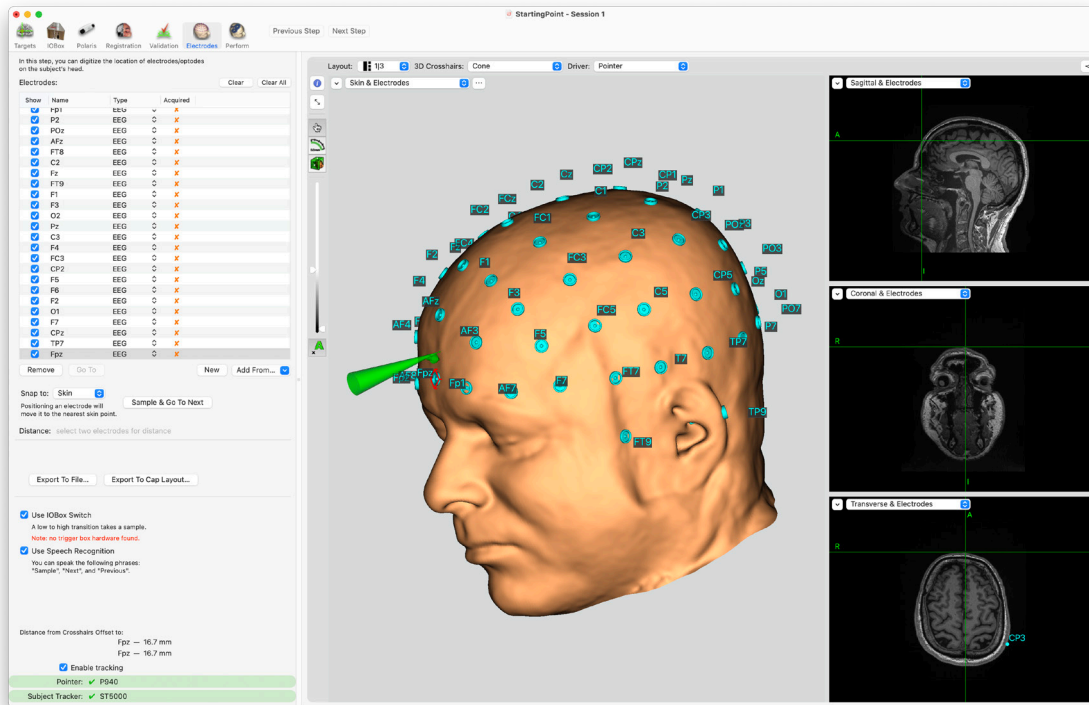 StartingPoint - Session 1
Targets IOBox Polaris Registration Validation Electrodes Perform
Previous Step Next Step
In this step, you can digitize the location of electrodes/optodes
on the subject's head.
Electrodes: Clear Clear All
Show Name Type Acquired
Fp1 EEG
P2 EEG
POz EEG
AFz EEG
FT8 EEG
C2 EEG
Fz EEG
FT9 EEG
F1 EEG
F3 EEG
O2 EEG
Pz EEG
C3 EEG
F4 EEG
FC3 EEG
CP2 EEG
F5 EEG
F6 EEG
F2 EEG
O1 EEG
F7 EEG
CPz EEG
TP7 EEG
Fpz EEG
Remove Go To New Add From...
Snap to: Skin
Sample & Go To Next
Positioning an electrode will
move it to the nearest skin point.
Distance: select two electrodes for distance
Export To File... Export To Cap Layout...
Use IOBox Switch
A low to high transition takes a sample.
Note: no trigger box hardware found.
Use Speech Recognition
You can speak the following phrases:
"Sample", "Next", and "Previous".
Distance from Crosshairs Offset to:
Fpz — 16.7 mm
Fpz — 16.7 mm
Enable tracking
Pointer: P940
Subject Tracker: ST5000
Layout: 1|3 3D Crosshairs: Cone Driver: Pointer
Skin & Electrodes
CPz
CP2
Cz
CP1
Pz
C2
C1
P2
P1
FCz
FC2
FC1
CP3
C3
PO3
F2
FC4
F1
FC3
P5
CP5
Oz
F4
F3
C5
O1
AFz
FC5
PO7
AF4
AF3
F5
P7
TP7
T7
Fpz
Fp1
AF7
F7
FT7
TP9
FT9
Sagittal & Electrodes
A
I
Coronal & Electrodes
R
I
Transverse & Electrodes
A
R
CP3